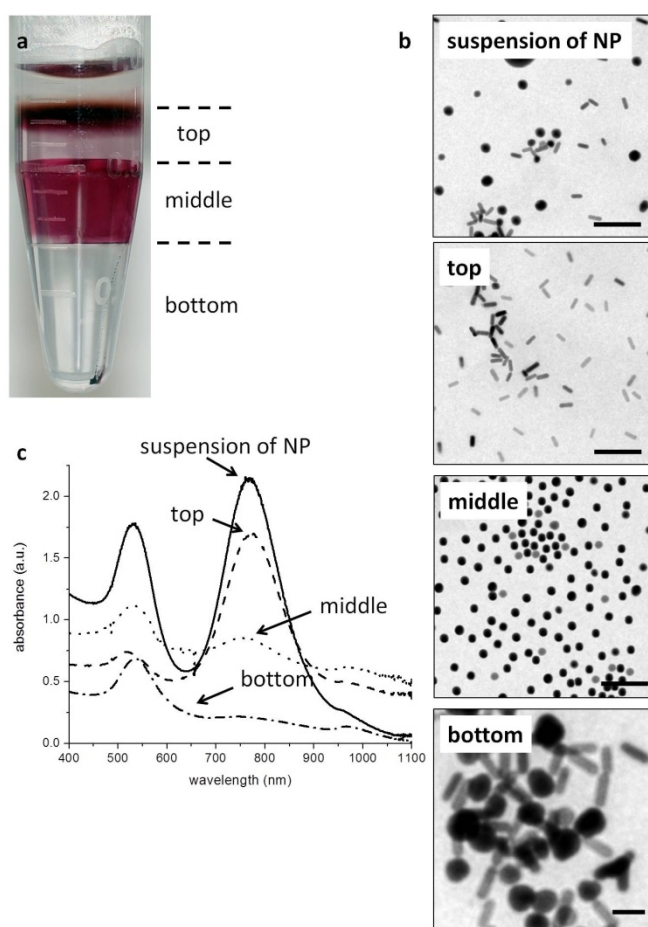 a
top
middle
bottom
b
suspension of NP
top
middle
bottom
c
suspension of NP
top
middle
bottom
absorbance (a.u.)
2.0
1.5
1.0
0.5
0.0
400 500 600 700 800 900 1000 1100
wavelength (nm)